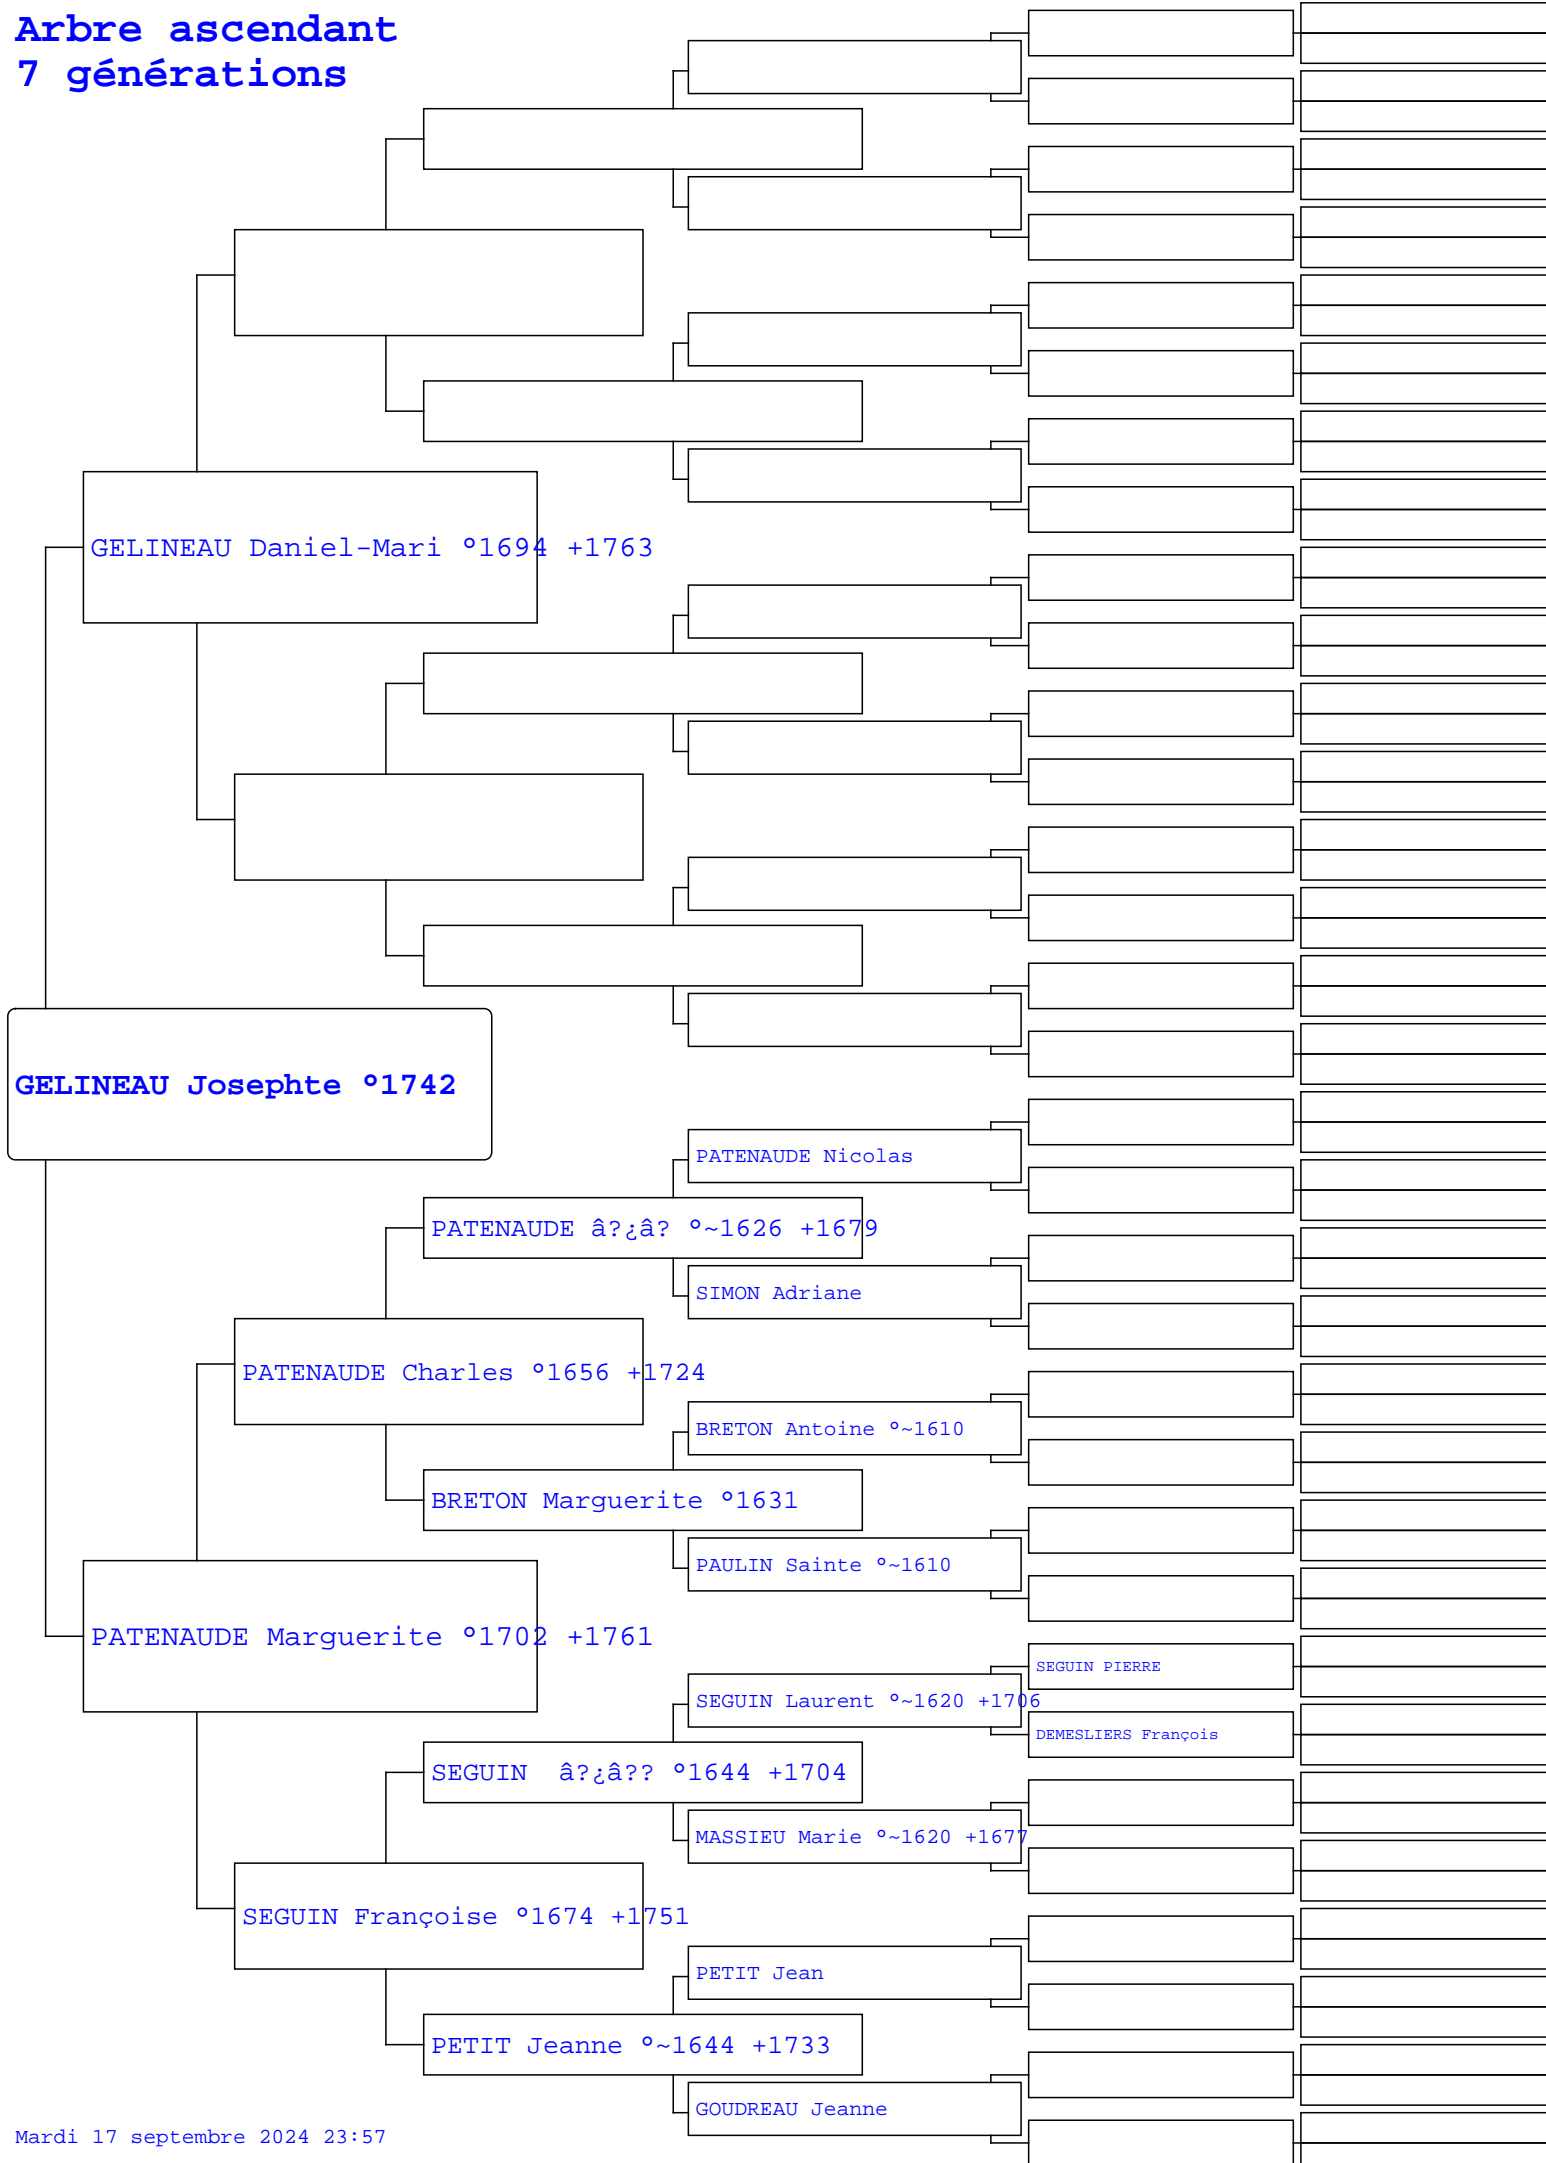 Arbre ascendant
7 générations
GELINEAU Daniel-Mari °1694 +1763
GELINEAU Josephte °1742
PATENAUDE Nicolas
PATENAUDE â?¿â? °~1626 +1679
SIMON Adriane
PATENAUDE Charles °1656 +1724
BRETON Antoine °~1610
BRETON Marguerite °1631
PAULIN Sainte °~1610
PATENAUDE Marguerite °1702 +1761
SEGUIN PIERRE
SEGUIN Laurent °~1620 +1706
DEMESLIERS François
SEGUIN  â?¿â?? °1644 +1704
MASSIEU Marie °~1620 +1677
SEGUIN Françoise °1674 +1751
PETIT Jean
PETIT Jeanne °~1644 +1733
GOUDREAU Jeanne
Mardi 17 septembre 2024 23:57